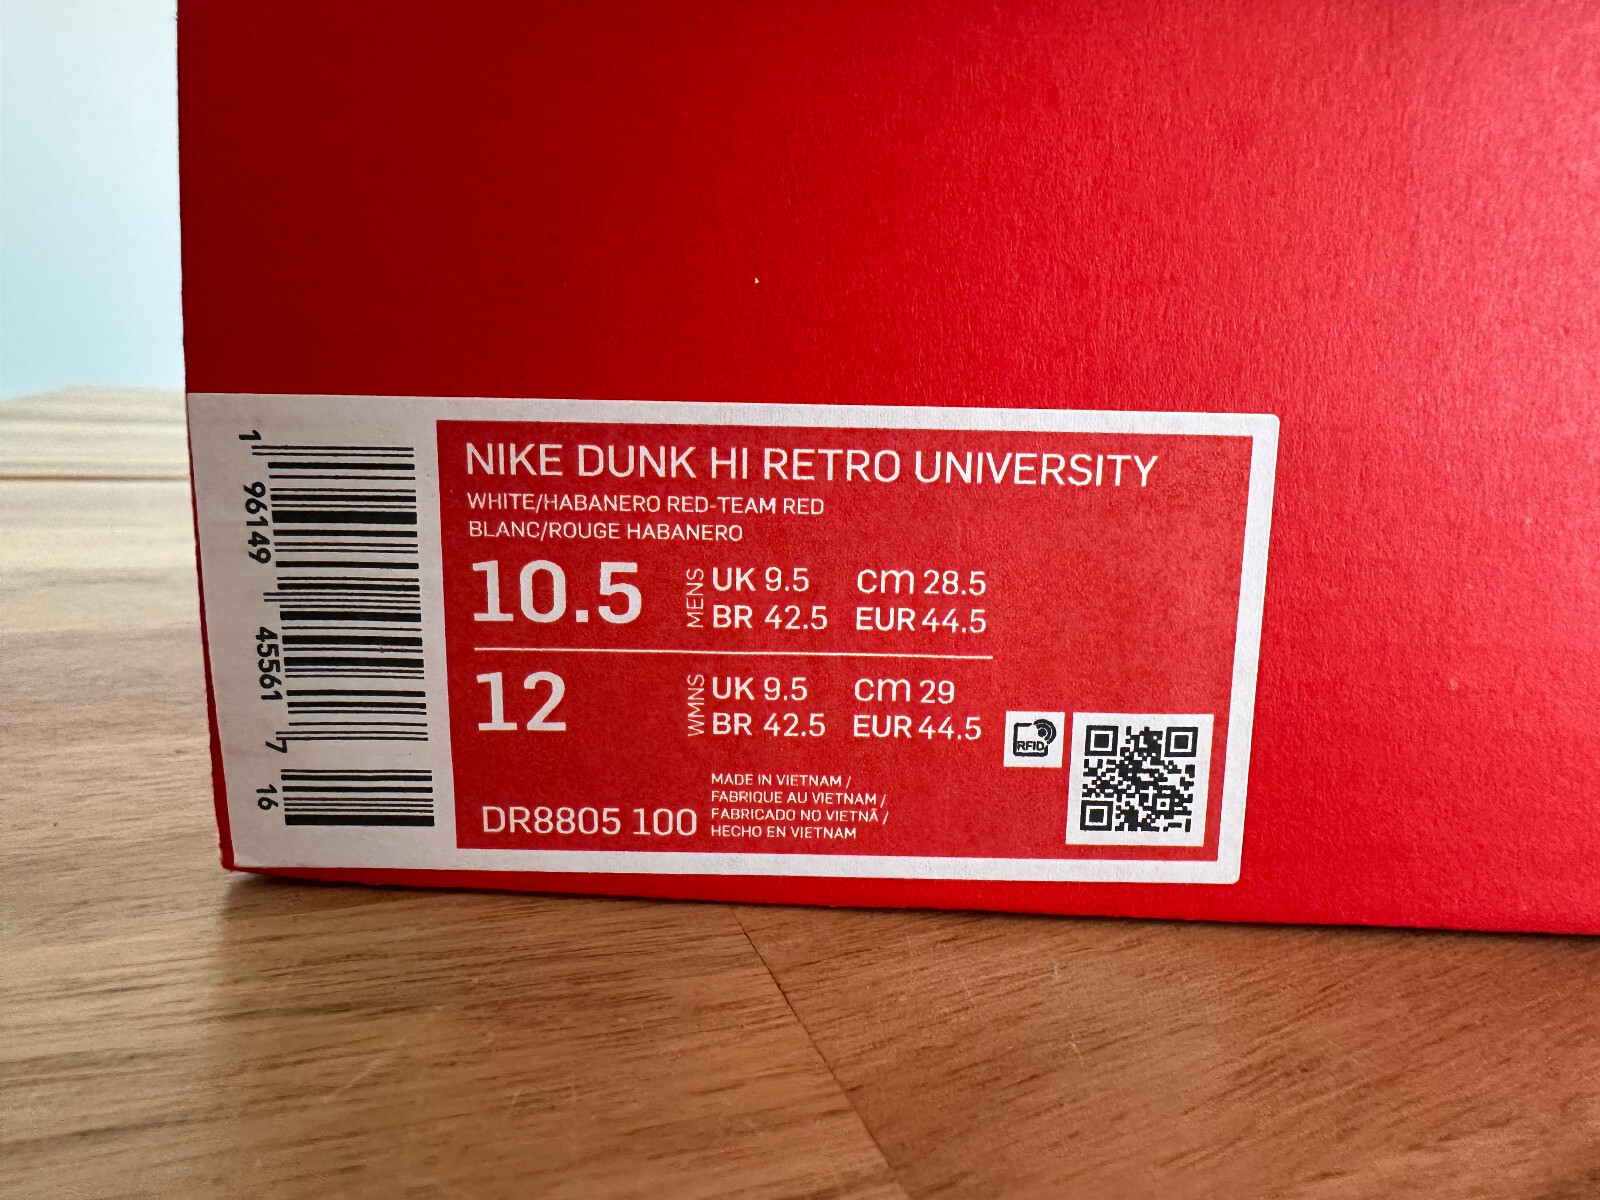 NIKE DUNK HI RETRO UNIVERSITY
WHITE/HABANERO RED-TEAM RED
BLANC/ROUGE HABANERO
10.5 MENS UK 9.5 cm 28.5
BR 42.5 EUR 44.5
12 WMNS UK 9.5 cm 29
BR 42.5 EUR 44.5
RFID
MADE IN VIETNAM /
FABRIQUE AU VIETNAM /
FABRICADO NO VIETNÃ /
HECHO EN VIETNAM
DR8805 100
1 96149 45561 7 16